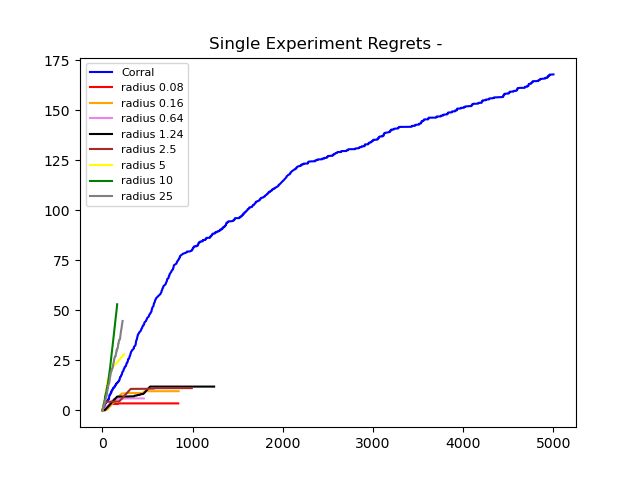 Single Experiment Regrets -
175
150
125
100
75
50
25
0
Corral
radius 0.08
radius 0.16
radius 0.64
radius 1.24
radius 2.5
radius 5
radius 10
radius 25
0 1000 2000 3000 4000 5000